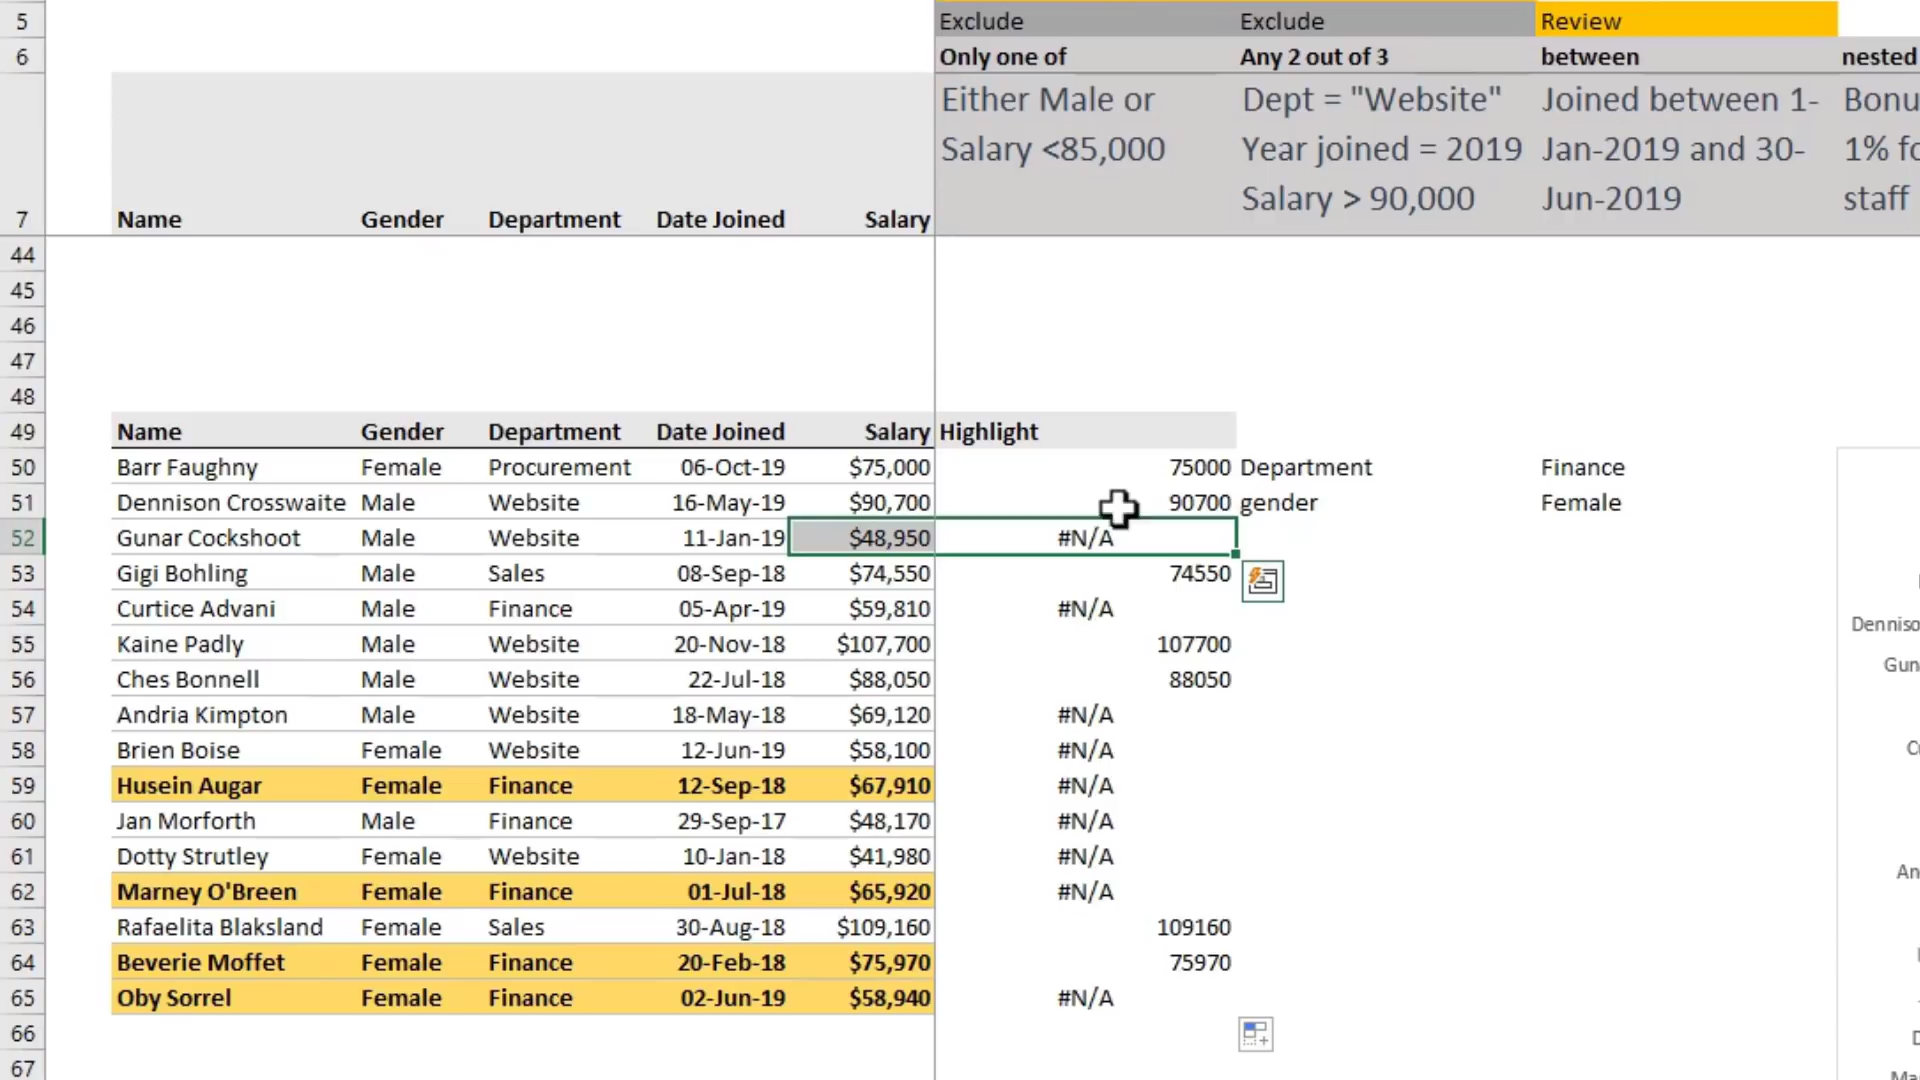 5 Exclude Exclude Review
6 Only one of Any 2 out of 3 between nested
Either Male or Dept = "Website" Joined between 1- Bonu
Salary <85,000 Year joined = 2019 Jan-2019 and 30- 1% fo
Salary > 90,000 Jun-2019 staff
7 Name Gender Department Date Joined Salary
44
45
46
47
48
49 Name Gender Department Date Joined Salary Highlight
50 Barr Faughny Female Procurement 06-Oct-19 $75,000 75000 Department Finance
51 Dennison Crosswaite Male Website 16-May-19 $90,700 90700 gender Female
52 Gunar Cockshoot Male Website 11-Jan-19 $48,950 #N/A
53 Gigi Bohling Male Sales 08-Sep-18 $74,550 74550
54 Curtice Advani Male Finance 05-Apr-19 $59,810 #N/A
Denniso
55 Kaine Padly Male Website 20-Nov-18 $107,700 107700
Gun
56 Ches Bonnell Male Website 22-Jul-18 $88,050 88050
57 Andria Kimpton Male Website 18-May-18 $69,120 #N/A
58 Brien Boise Female Website 12-Jun-19 $58,100 #N/A
59 Husein Augar Female Finance 12-Sep-18 $67,910 #N/A
60 Jan Morforth Male Finance 29-Sep-17 $48,170 #N/A
61 Dotty Strutley Female Website 10-Jan-18 $41,980 #N/A
An
62 Marney O'Breen Female Finance 01-Jul-18 $65,920 #N/A
63 Rafaelita Blaksland Female Sales 30-Aug-18 $109,160 109160
64 Beverie Moffet Female Finance 20-Feb-18 $75,970 75970
65 Oby Sorrel Female Finance 02-Jun-19 $58,940 #N/A
66
67